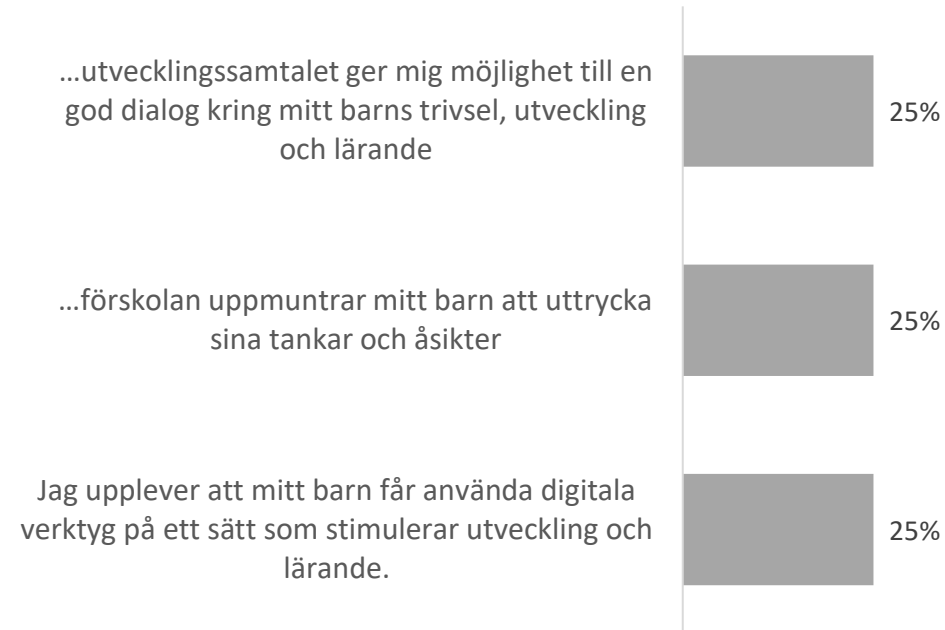 …utvecklingssamtalet ger mig möjlighet till en
god dialog kring mitt barns trivsel, utveckling
och lärande
25%
…förskolan uppmuntrar mitt barn att uttrycka
sina tankar och åsikter
25%
Jag upplever att mitt barn får använda digitala
verktyg på ett sätt som stimulerar utveckling och
lärande.
25%